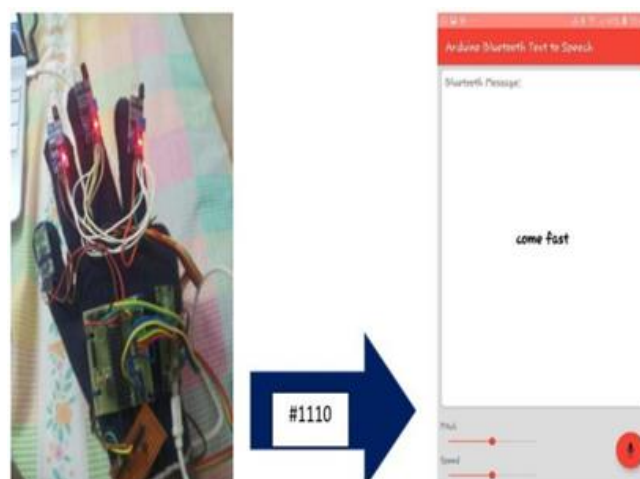 Arduino Bluetooth Text to Speech
Bluetooth Message:
come fast
#1110
Pitch
Speed